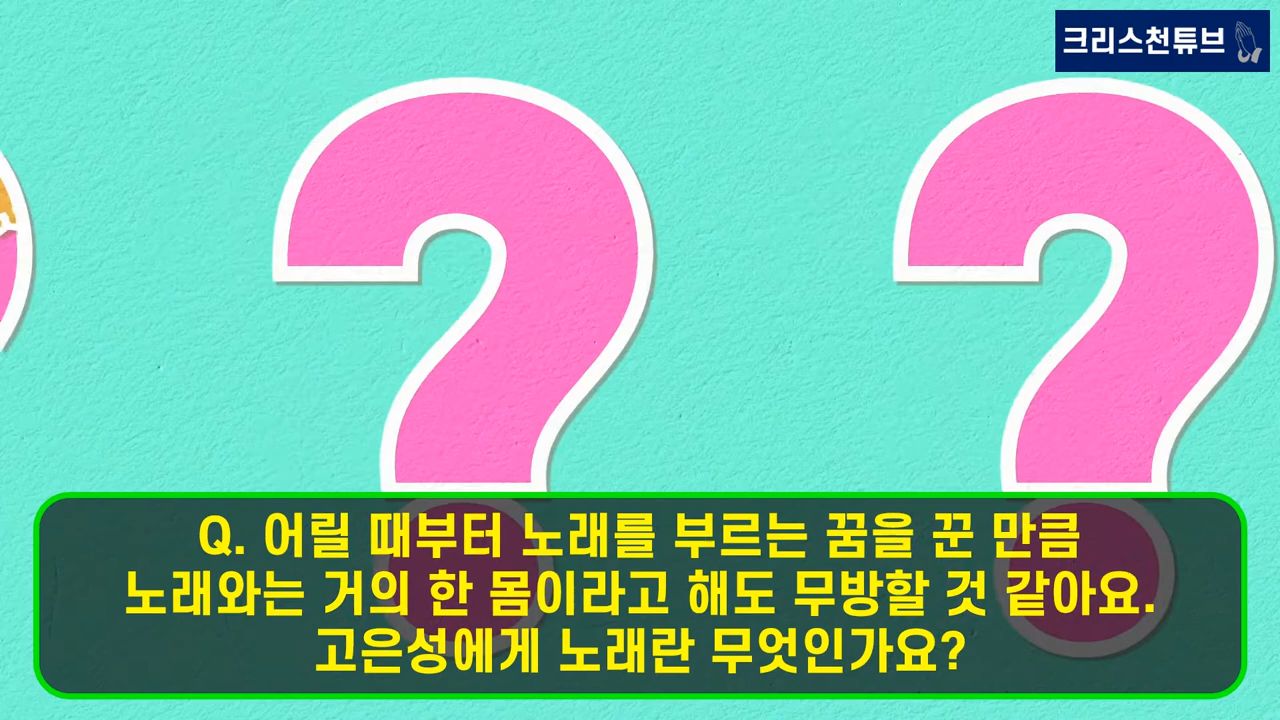 크리스천튜브
Q. 어릴 때부터 노래를 부르는 꿈을 꾼 만큼
노래와는 거의 한 몸이라고 해도 무방할 것 같아요.
고은성에게 노래란 무엇인가요?